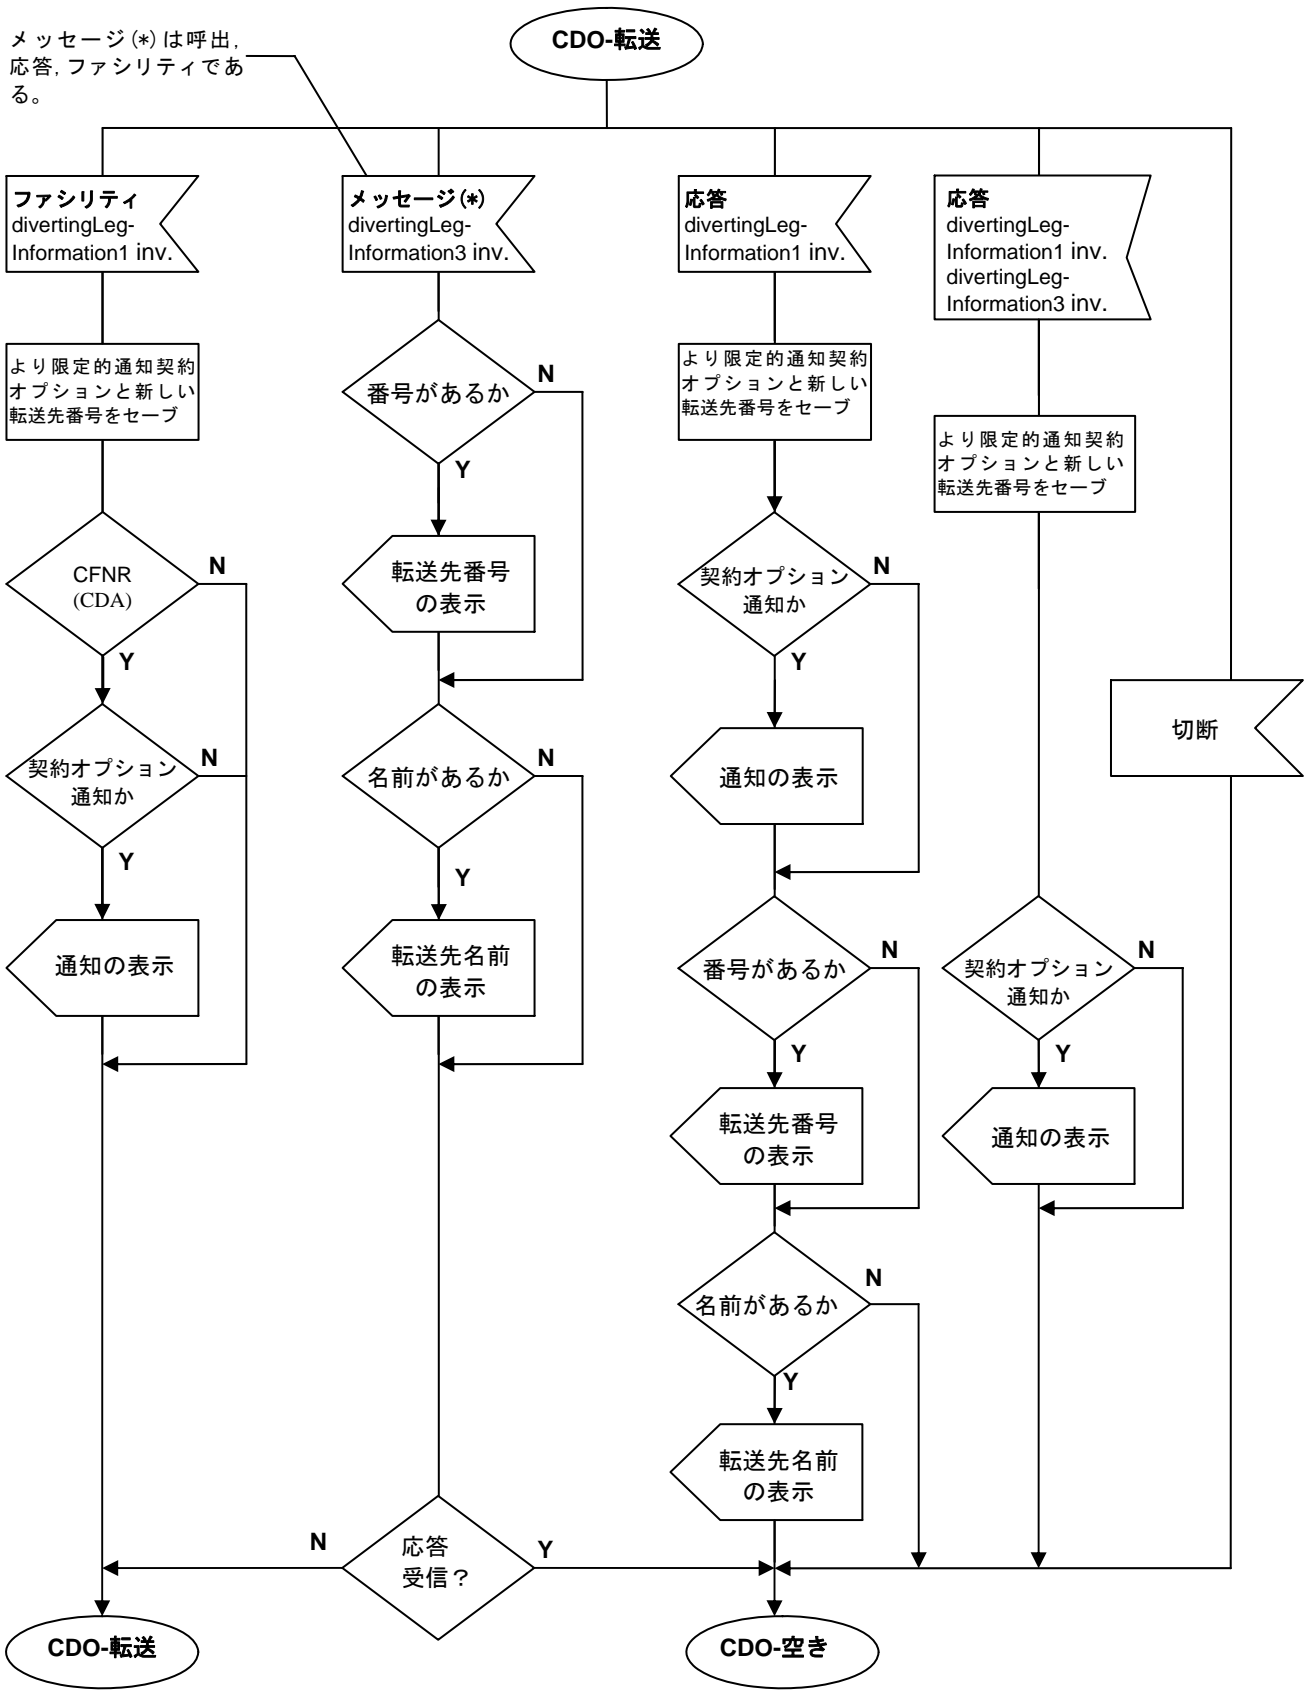 メッセージ(*)は呼出,
応答,ファシリティであ
る。
CDO-転送
ファシリティ
divertingLeg-
Information1 inv.
より限定的通知契約
オプションと新しい
転送先番号をセーブ
CFNR
(CDA)
N
Y
契約オプション
通知か
N
Y
通知の表示
メッセージ(*)
divertingLeg-
Information3 inv.
番号があるか
N
Y
転送先番号
の表示
名前があるか
N
Y
転送先名前
の表示
応答
受信？
N
Y
応答
divertingLeg-
Information1 inv.
より限定的通知契約
オプションと新しい
転送先番号をセーブ
契約オプション
通知か
N
Y
通知の表示
番号があるか
N
Y
転送先番号
の表示
名前があるか
N
Y
転送先名前
の表示
応答
divertingLeg-
Information1 inv.
divertingLeg-
Information3 inv.
より限定的通知契約
オプションと新しい
転送先番号をセーブ
契約オプション
通知か
N
Y
通知の表示
切断
CDO-転送
CDO-空き